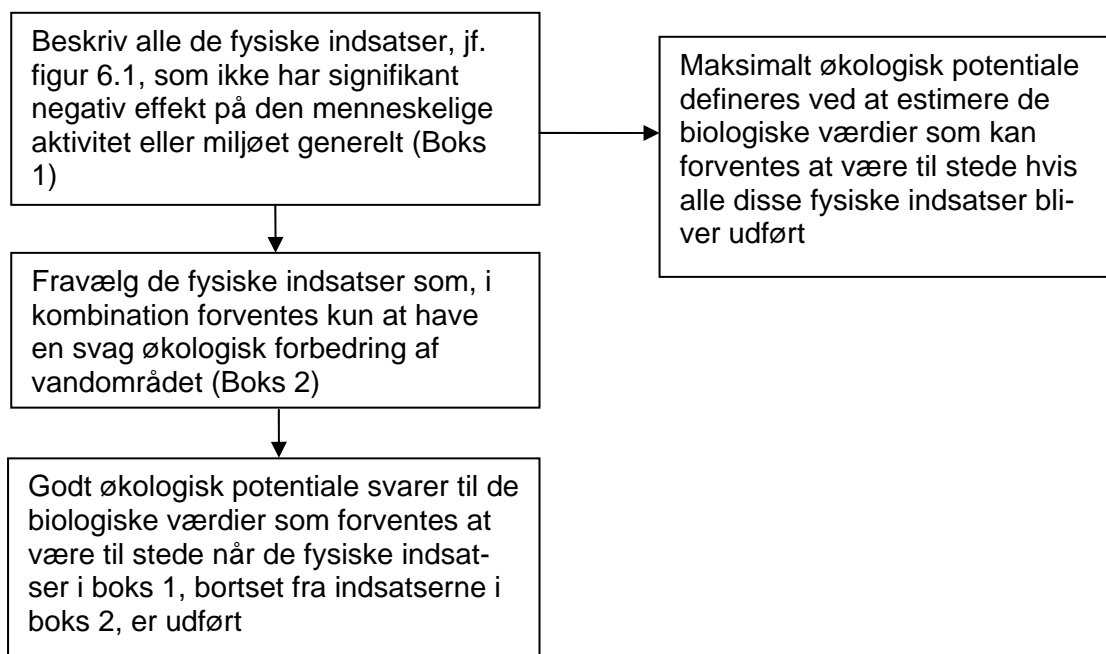 Beskriv alle de fysiske indsatser, jf.
figur 6.1, som ikke har signifikant
negativ effekt på den menneskelige
aktivitet eller miljøet generelt (Boks
1)
Maksimalt økologisk potentiale
defineres ved at estimere de
biologiske værdier som kan
forventes at være til stede hvis
alle disse fysiske indsatser bli-
ver udført
Fravælg de fysiske indsatser som, i
kombination forventes kun at have
en svag økologisk forbedring af
vandområdet (Boks 2)
Godt økologisk potentiale svarer til de
biologiske værdier som forventes at
være til stede når de fysiske indsat-
ser i boks 1, bortset fra indsatserne i
boks 2, er udført